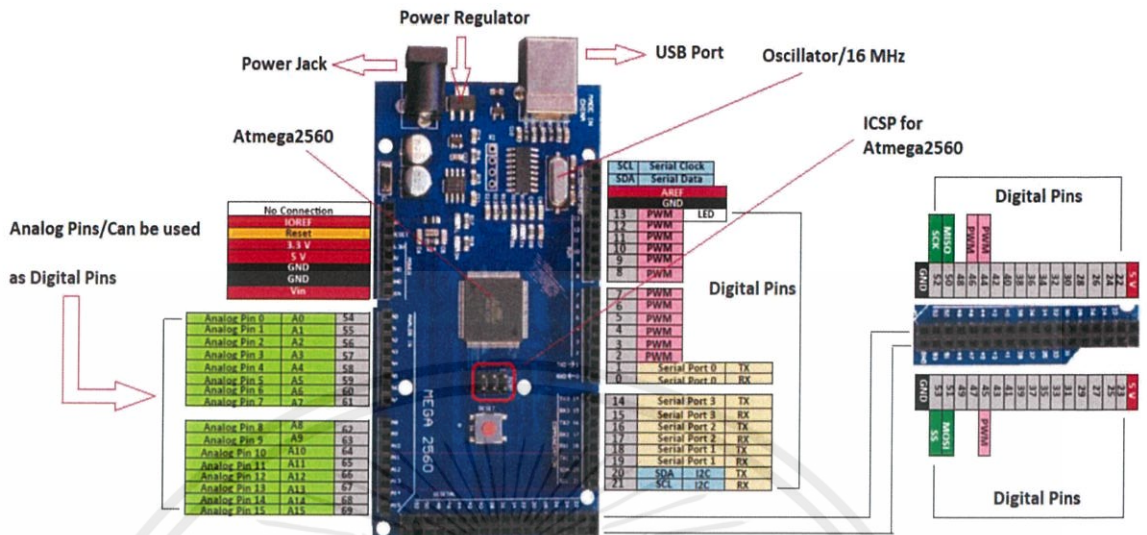 Power Regulator
Power Jack
USB Port
Oscillator/16 MHz
Atmega2560
ICSP for
Atmega2560
SCL Serial Clock
SDA Serial Data
AREF
GND
13 PWM LED
12 PWM
11 PWM
10 PWM
9 PWM
8 PWM
7 PWM
6 PWM
5 PWM
4 PWM
3 PWM
2 PWM
1 Serial Port 0 TX
0 Serial Port 0 RX
14 Serial Port 3 TX
15 Serial Port 3 RX
16 Serial Port 2 TX
17 Serial Port 2 RX
18 Serial Port 1 TX
19 Serial Port 1 RX
20 SDA I2C TX
21 SCL I2C RX
Digital Pins
No Connection
IOREF
Reset
3.3 V
5 V
GND
GND
Vin
Analog Pins/Can be used
as Digital Pins
Analog Pin 0 A0 54
Analog Pin 1 A1 55
Analog Pin 2 A2 56
Analog Pin 3 A3 57
Analog Pin 4 A4 58
Analog Pin 5 A5 59
Analog Pin 6 A6 60
Analog Pin 7 A7 61
Analog Pin 8 A8 62
Analog Pin 9 A9 63
Analog Pin 10 A10 64
Analog Pin 11 A11 65
Analog Pin 12 A12 66
Analog Pin 13 A13 67
Analog Pin 14 A14 68
Analog Pin 15 A15 69
MEGA 2560
RESET
Digital Pins
SCK MISO PWM PWM
GND 52 50 48 46 44 42 40 38 36 34 32 30 28 26 24 22 5 V
GND 53 51 49 47 45 43 41 39 37 35 33 31 29 27 25 23 5 V
SS MOSI PWM
Digital Pins